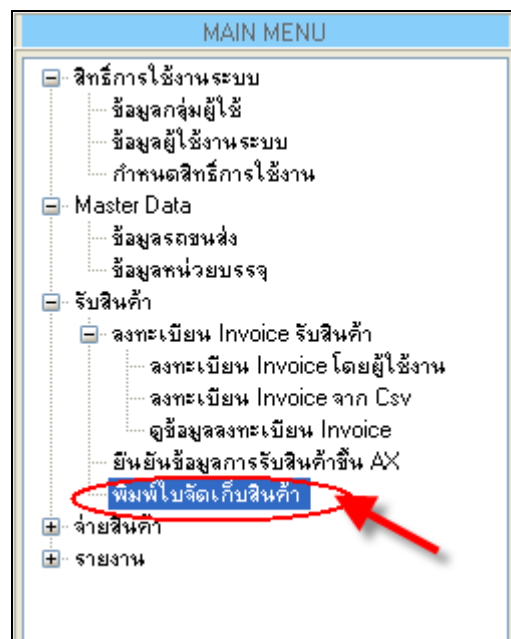 MAIN MENU
สิทธิ์การใช้งานระบบ
ข้อมูลกลุ่มผู้ใช้
ข้อมูลผู้ใช้งานระบบ
กำหนดสิทธิ์การใช้งาน
Master Data
ข้อมูลรถขนส่ง
ข้อมูลหน่วยบรรจุ
รับสินค้า
ลงทะเบียน Invoice รับสินค้า
ลงทะเบียน Invoice โดยผู้ใช้งาน
ลงทะเบียน Invoice จาก Csv
ดูข้อมูลลงทะเบียน Invoice
ยืนยันข้อมูลการรับสินค้าขึ้น AX
พิมพ์ใบจัดเก็บสินค้า
จ่ายสินค้า
รายงาน